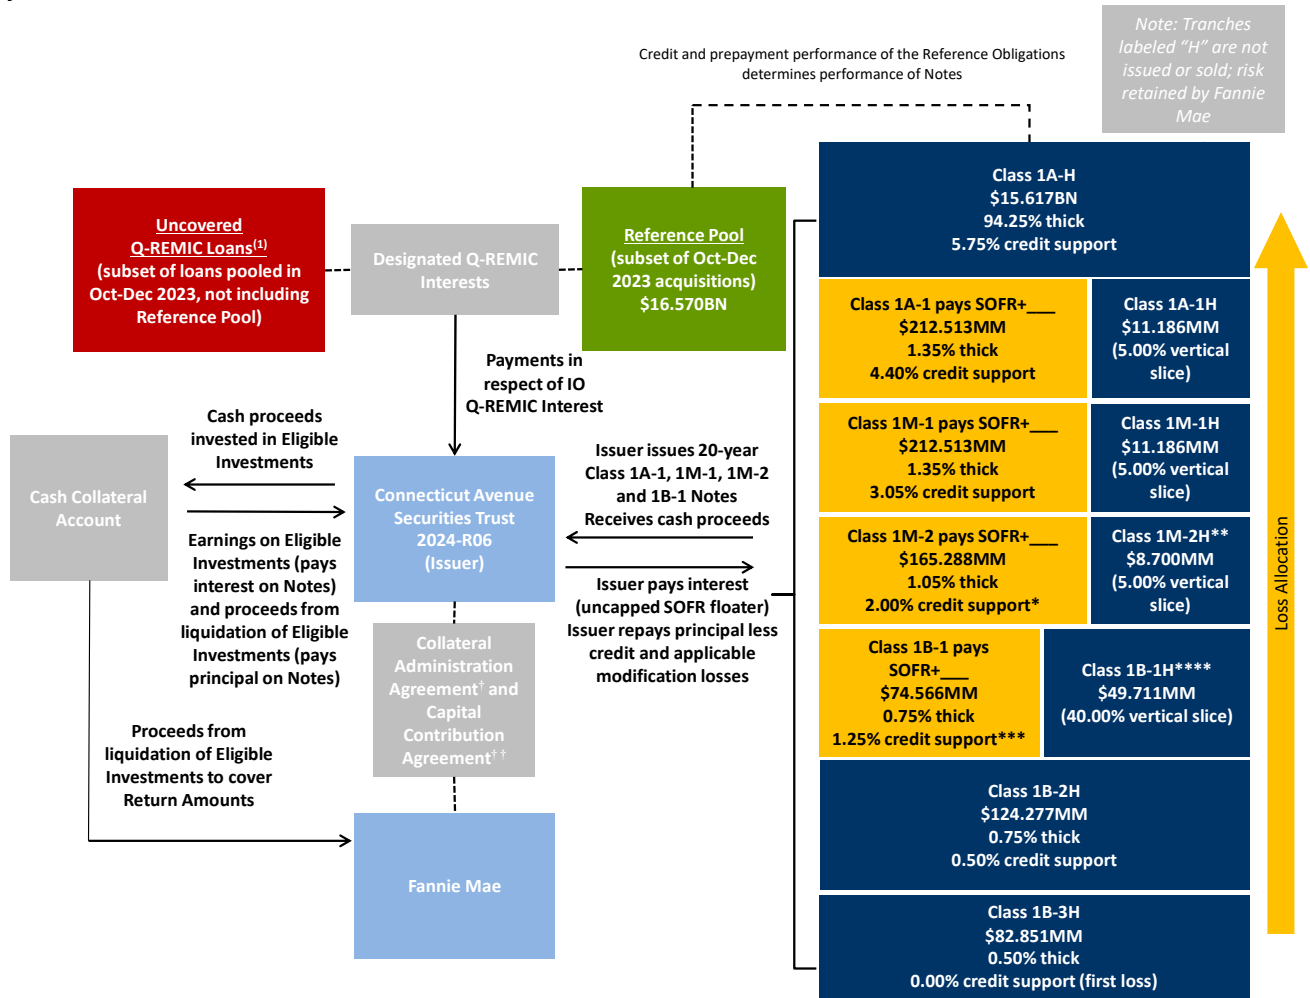 Note: Tranches
labeled “H” are not
issued or sold; risk
retained by Fannie
Mae
Credit and prepayment performance of the Reference Obligations
determines performance of Notes
Uncovered
Q-REMIC Loans(1)
(subset of loans pooled in
Oct-Dec 2023, not including
Reference Pool)
Designated Q-REMIC
Interests
Reference Pool
(subset of Oct-Dec
2023 acquisitions)
$16.570BN
Payments in
respect of IO
Q-REMIC Interest
Cash proceeds
invested in Eligible
Investments
Cash Collateral
Account
Earnings on Eligible
Investments (pays
interest on Notes)
and proceeds from
liquidation of Eligible
Investments (pays
principal on Notes)
Connecticut Avenue
Securities Trust
2024-R06
(Issuer)
Issuer issues 20-year
Class 1A-1, 1M-1, 1M-2
and 1B-1 Notes
Receives cash proceeds
Issuer pays interest
(uncapped SOFR floater)
Issuer repays principal less
credit and applicable
modification losses
Collateral
Administration
Agreement† and
Capital
Contribution
Agreement††
Proceeds from
liquidation of Eligible
Investments to cover
Return Amounts
Fannie Mae
Class 1A-H
$15.617BN
94.25% thick
5.75% credit support
Class 1A-1 pays SOFR+___
$212.513MM
1.35% thick
4.40% credit support
Class 1A-1H
$11.186MM
(5.00% vertical
slice)
Class 1M-1 pays SOFR+___
$212.513MM
1.35% thick
3.05% credit support
Class 1M-1H
$11.186MM
(5.00% vertical
slice)
Class 1M-2 pays SOFR+___
$165.288MM
1.05% thick
2.00% credit support*
Class 1M-2H**
$8.700MM
(5.00% vertical
slice)
Class 1B-1 pays
SOFR+___
$74.566MM
0.75% thick
1.25% credit support***
Class 1B-1H****
$49.711MM
(40.00% vertical slice)
Class 1B-2H
$124.277MM
0.75% thick
0.50% credit support
Class 1B-3H
$82.851MM
0.50% thick
0.00% credit support (first loss)
Loss Allocation